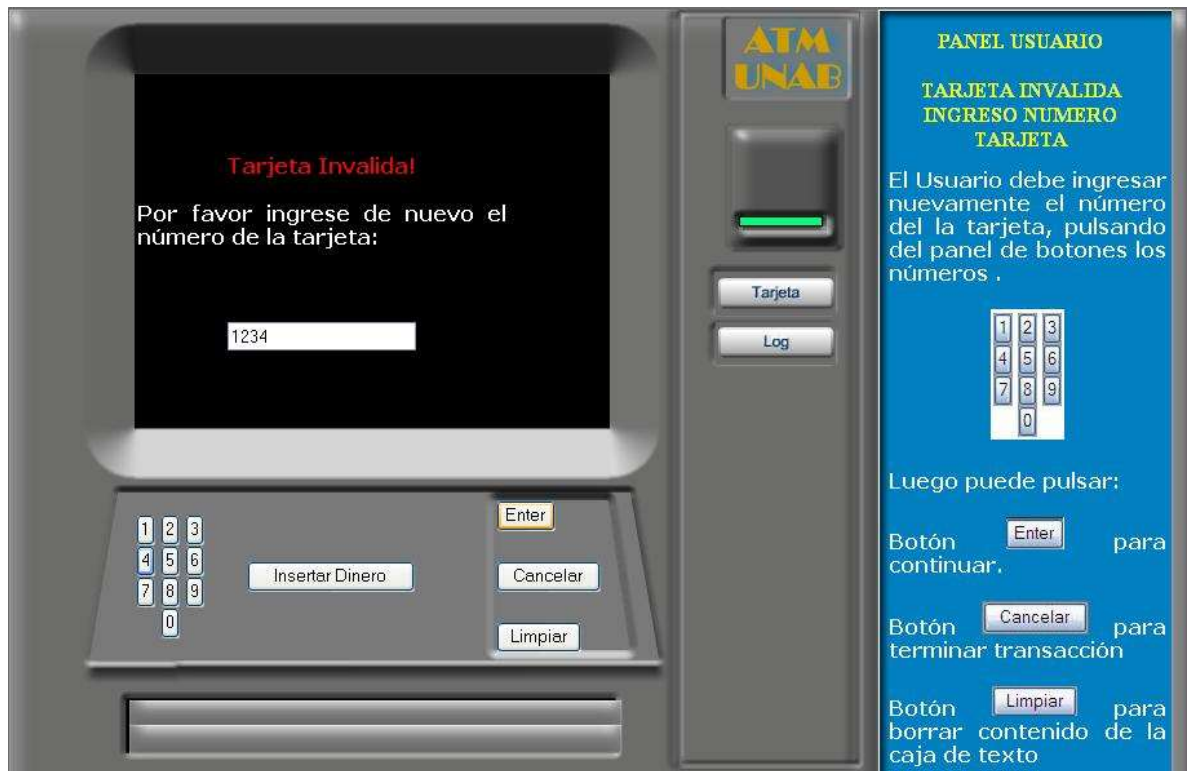 ATM
UNAB
Tarjeta Invalida!
Por favor ingrese de nuevo el
número de la tarjeta:
1234
Tarjeta
Log
1 2 3
4 5 6
7 8 9
0
Insertar Dinero
Enter
Cancelar
Limpiar
PANEL USUARIO
TARJETA INVALIDA
INGRESO NUMERO
TARJETA
El Usuario debe ingresar
nuevamente el número
del la tarjeta, pulsando
del panel de botones los
números .
1 2 3
4 5 6
7 8 9
0
Luego puede pulsar:
Botón Enter para
continuar.
Botón Cancelar para
terminar transacción
Botón Limpiar para
borrar contenido de la
caja de texto